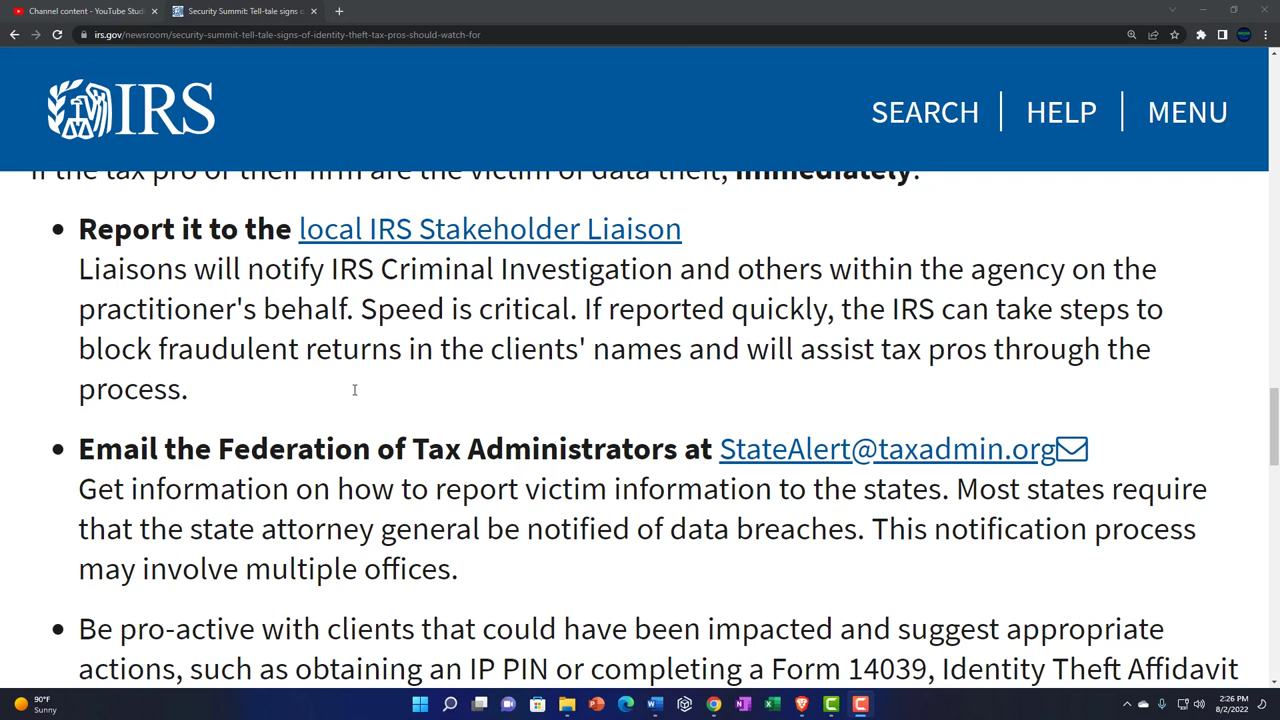 Channel content - YouTube Stud
Security Summit: Tell-tale signs o
irs.gov/newsroom/security-summit-tell-tale-signs-of-identity-theft-tax-pros-should-watch-for
IRS
SEARCH
HELP
MENU
If the tax pro or their firm are the victim of data theft, immediately:
• Report it to the local IRS Stakeholder Liaison
Liaisons will notify IRS Criminal Investigation and others within the agency on the
practitioner's behalf. Speed is critical. If reported quickly, the IRS can take steps to
block fraudulent returns in the clients' names and will assist tax pros through the
process.
• Email the Federation of Tax Administrators at StateAlert@taxadmin.org
Get information on how to report victim information to the states. Most states require
that the state attorney general be notified of data breaches. This notification process
may involve multiple offices.
• Be pro-active with clients that could have been impacted and suggest appropriate
actions, such as obtaining an IP PIN or completing a Form 14039, Identity Theft Affidavit
90°F
Sunny
2:26 PM
8/2/2022